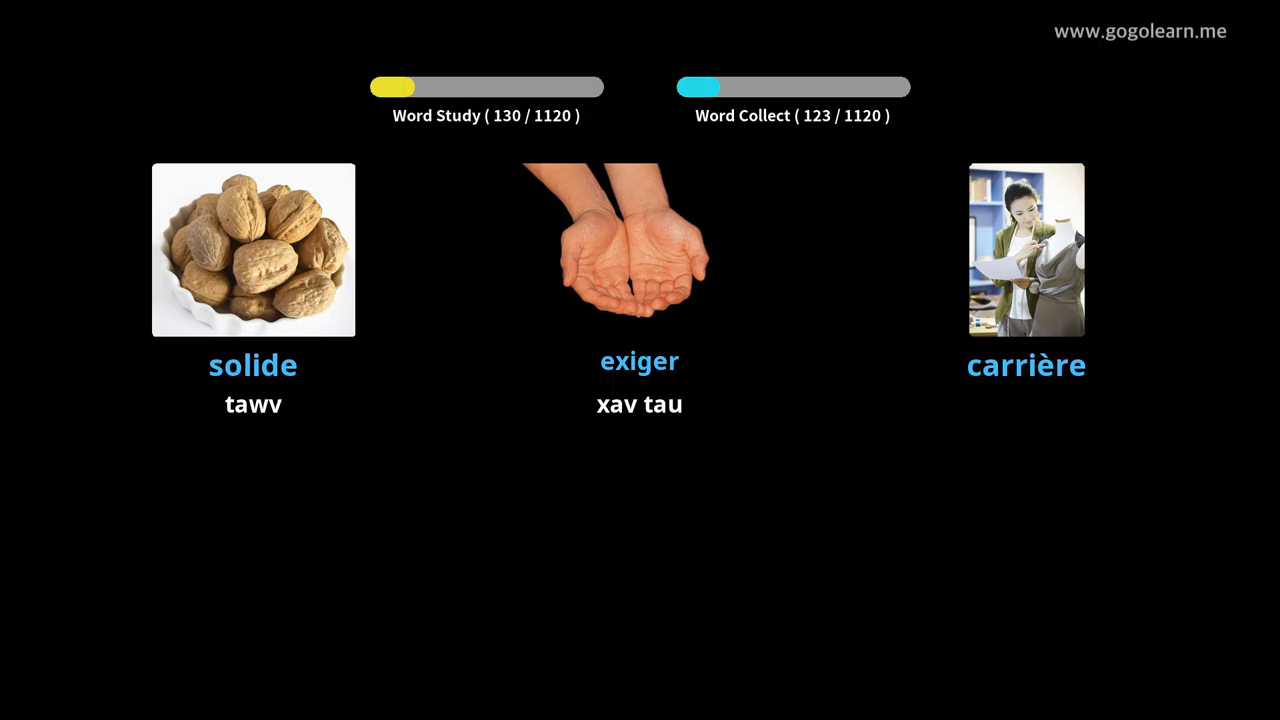 www.gogolearn.me
Word Study ( 130 / 1120 )
Word Collect ( 123 / 1120 )
solide
exiger
carrière
tawv
xav tau